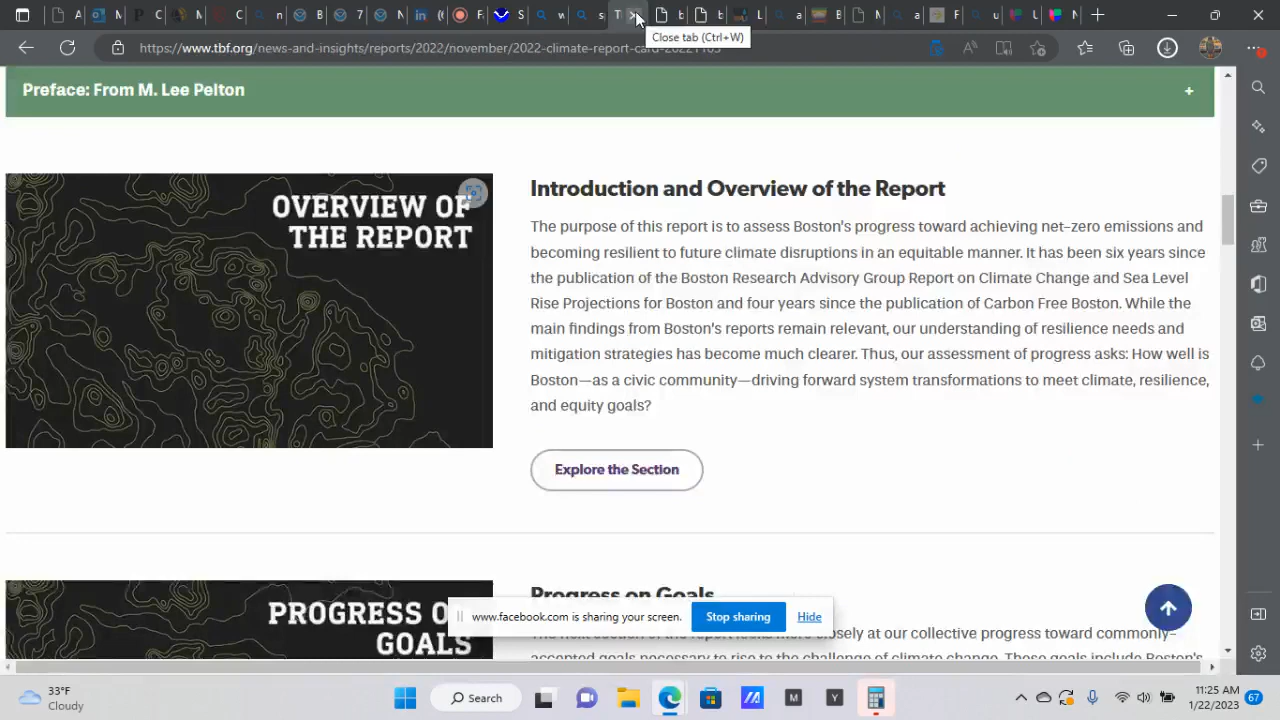 Close tab (Ctrl+W)
https://www.tbf.org/news-and-insights/reports/2022/november/2022-climate-report-card-20221103
Preface: From M. Lee Pelton
+
OVERVIEW OF
THE REPORT
Introduction and Overview of the Report
The purpose of this report is to assess Boston's progress toward achieving net-zero emissions and
becoming resilient to future climate disruptions in an equitable manner. It has been six years since
the publication of the Boston Research Advisory Group Report on Climate Change and Sea Level
Rise Projections for Boston and four years since the publication of Carbon Free Boston. While the
main findings from Boston's reports remain relevant, our understanding of resilience needs and
mitigation strategies has become much clearer. Thus, our assessment of progress asks: How well is
Boston—as a civic community—driving forward system transformations to meet climate, resilience,
and equity goals?
Explore the Section
PROGRESS O
GOALS
Progress on Goals
www.facebook.com is sharing your screen.
Stop sharing
Hide
closely at our collective progress toward commonly-
accepted goals necessary to rise to the challenge of climate change. These goals include Boston's
33°F
Cloudy
Search
M
Y
11:25 AM
1/22/2023
67